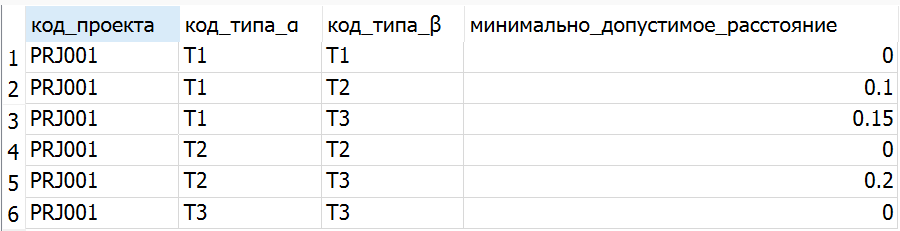 код_проекта код_типа_α код_типа_β минимально_допустимое_расстояние
1 PRJ001 T1 T1 0
2 PRJ001 T1 T2 0.1
3 PRJ001 T1 T3 0.15
4 PRJ001 T2 T2 0
5 PRJ001 T2 T3 0.2
6 PRJ001 T3 T3 0